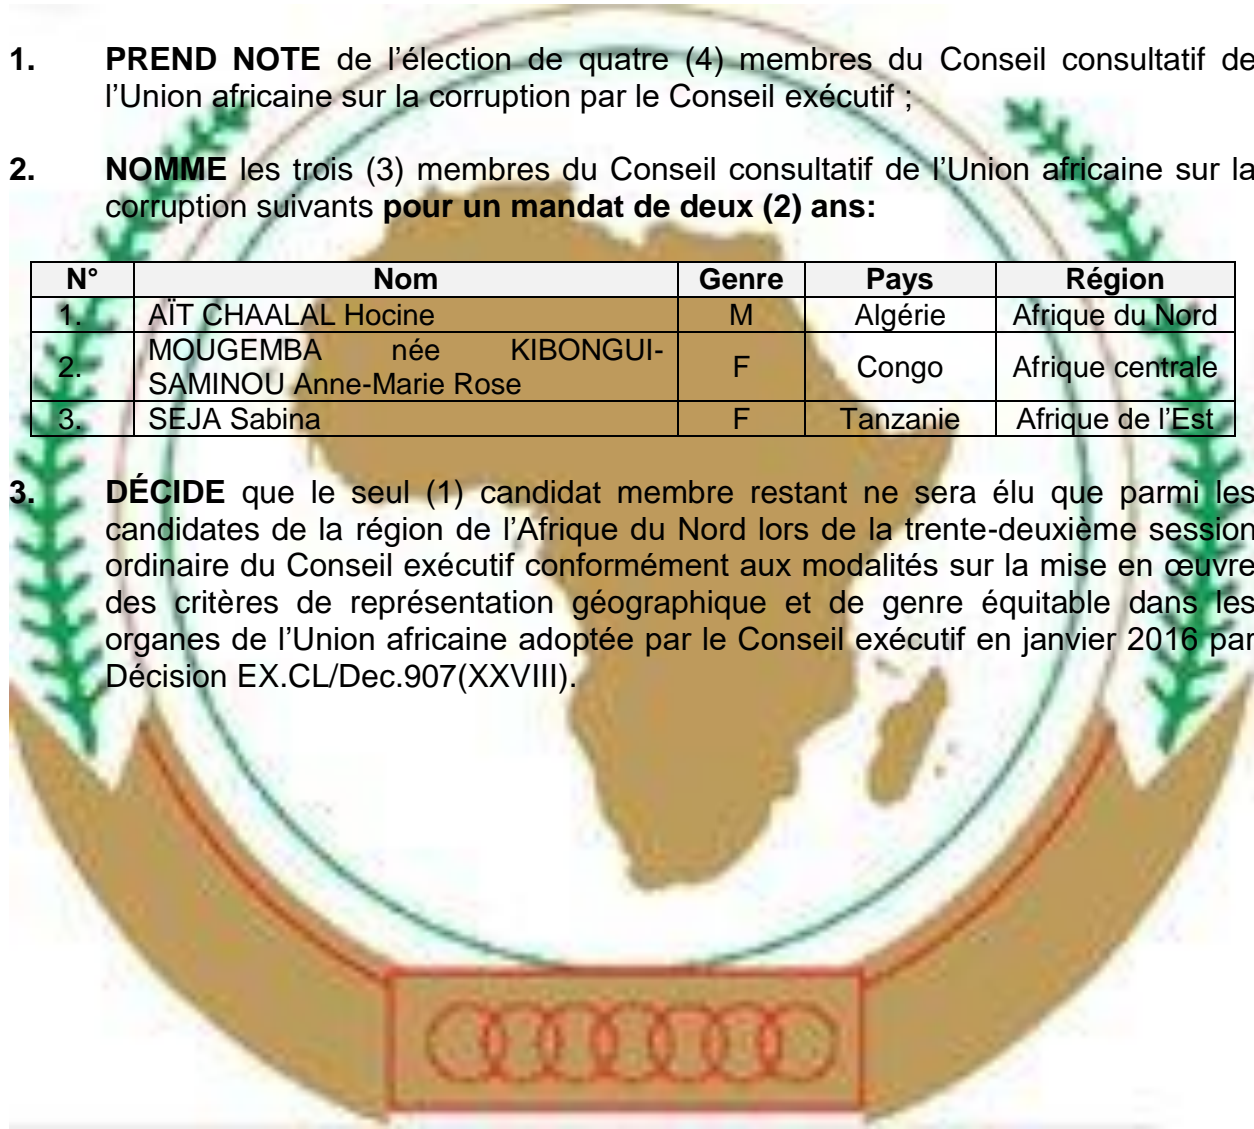 1. PREND NOTE de l’élection de quatre (4) membres du Conseil consultatif de
l’Union africaine sur la corruption par le Conseil exécutif ;
2. NOMME les trois (3) membres du Conseil consultatif de l’Union africaine sur la
corruption suivants pour un mandat de deux (2) ans:
N° Nom Genre Pays Région
1. AÏT CHAALAL Hocine M Algérie Afrique du Nord
2. MOUGEMBA née KIBONGUI-
SAMINOU Anne-Marie Rose F Congo Afrique centrale
3. SEJA Sabina F Tanzanie Afrique de l’Est
3. DÉCIDE que le seul (1) candidat membre restant ne sera élu que parmi les
candidates de la région de l’Afrique du Nord lors de la trente-deuxième session
ordinaire du Conseil exécutif conformément aux modalités sur la mise en œuvre
des critères de représentation géographique et de genre équitable dans les
organes de l’Union africaine adoptée par le Conseil exécutif en janvier 2016 par
Décision EX.CL/Dec.907(XXVIII).